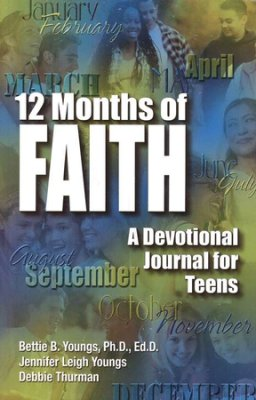 January
February
April
MARCH
MAY
12 Months of
FAITH
June
July
A Devotional
Journal for
Teens
August
September
October
November
Bettie B. Youngs, Ph.D., Ed.D.
Jennifer Leigh Youngs
Debbie Thurman
DECEMBER